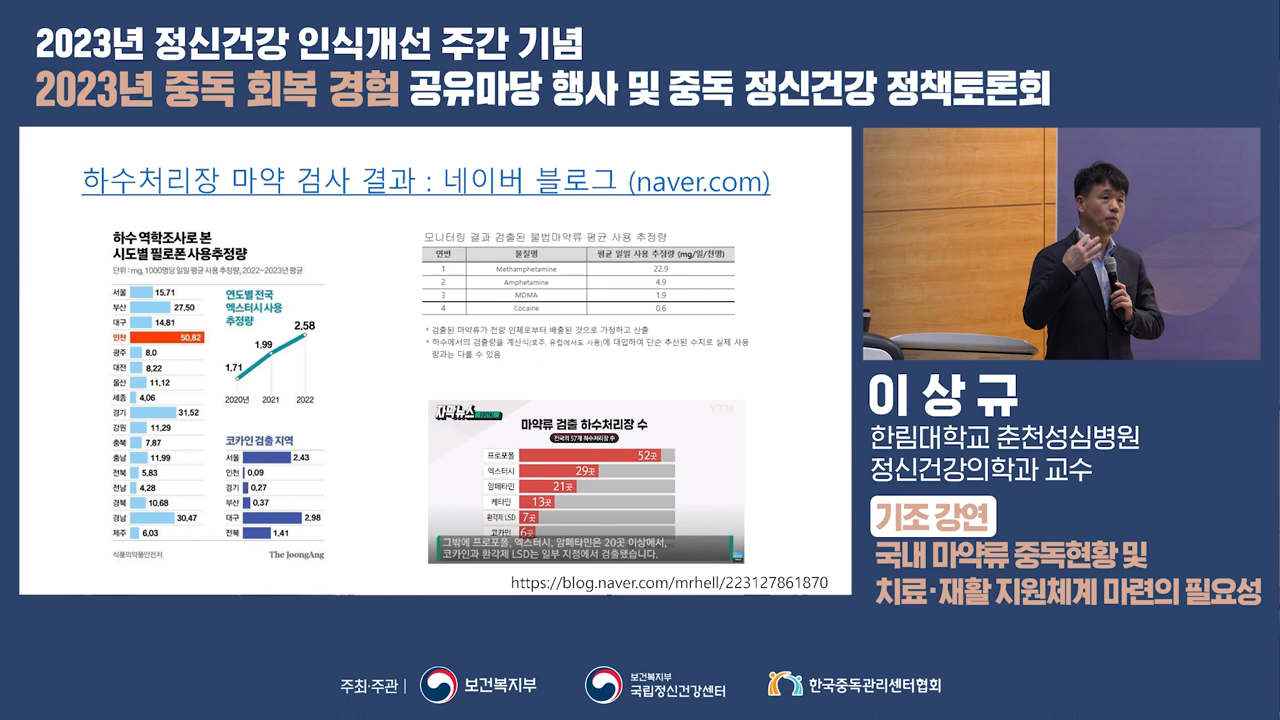 2023년 정신건강 인식개선 주간 기념
2023년 중독 회복 경험 공유마당 행사 및 중독 정신건강 정책토론회
하수처리장 마약 검사 결과 : 네이버 블로그 (naver.com)
하수 역학조사로 본
시도별 필로폰 사용추정량
단위 : mg, 1000명당 일일 평균 사용 추정량, 2022~2023년 평균
서울 15,71
부산 27,50
대구 14,81
인천 50,82
광주 8,0
대전 8,22
울산 11,12
세종 4,06
경기 31,52
강원 11,29
충북 7,87
충남 11,99
전북 5,83
전남 4,28
경북 10,68
경남 30,47
제주 6,03
식품의약품안전처
연도별 전국
엑스터시 사용
추정량
1.71
1,99
2,58
2020년 2021 2022
코카인 검출 지역
서울 2,43
인천 0,09
경기 0,27
부산 0,37
대구 2,98
전북 1,41
The JoongAng
모니터링 결과 검출된 불법마약류 평균 사용 추정량
연번 물질명 평균 일일 사용 추정량 (mg/일/천명)
1 Methamphetamine 22.9
2 Amphetamine 4.9
3 MDMA 1.9
4 Cocaine 0.6
* 검출된 마약류가 전량 인체로부터 배출된 것으로 가정하고 산출
* 하수에서의 검출량을 계산식(호주, 유럽에서도 사용)에 대입하여 단순 추산된 수치로 실제 사용
량과는 다를 수 있음
자막뉴스
YTN
마약류 검출 하수처리장 수
전국의 57개 하수처리장 中
프로포폴 52곳
엑스터시 29곳
암페타민 21곳
케타민 13곳
환각제 LSD 7곳
코카인 6곳
그밖에 프로포폴, 엑스터시, 암페타민은 20곳 이상에서,
코카인과 환각제 LSD는 일부 지점에서 검출됐습니다.
https://blog.naver.com/mrhell/223127861870
이 상 규
한림대학교 춘천성심병원
정신건강의학과 교수
기조 강연
국내 마약류 중독현황 및
치료·재활 지원체계 마련의 필요성
주최·주관 |
보건복지부
보건복지부
국립정신건강센터
한국중독관리센터협회